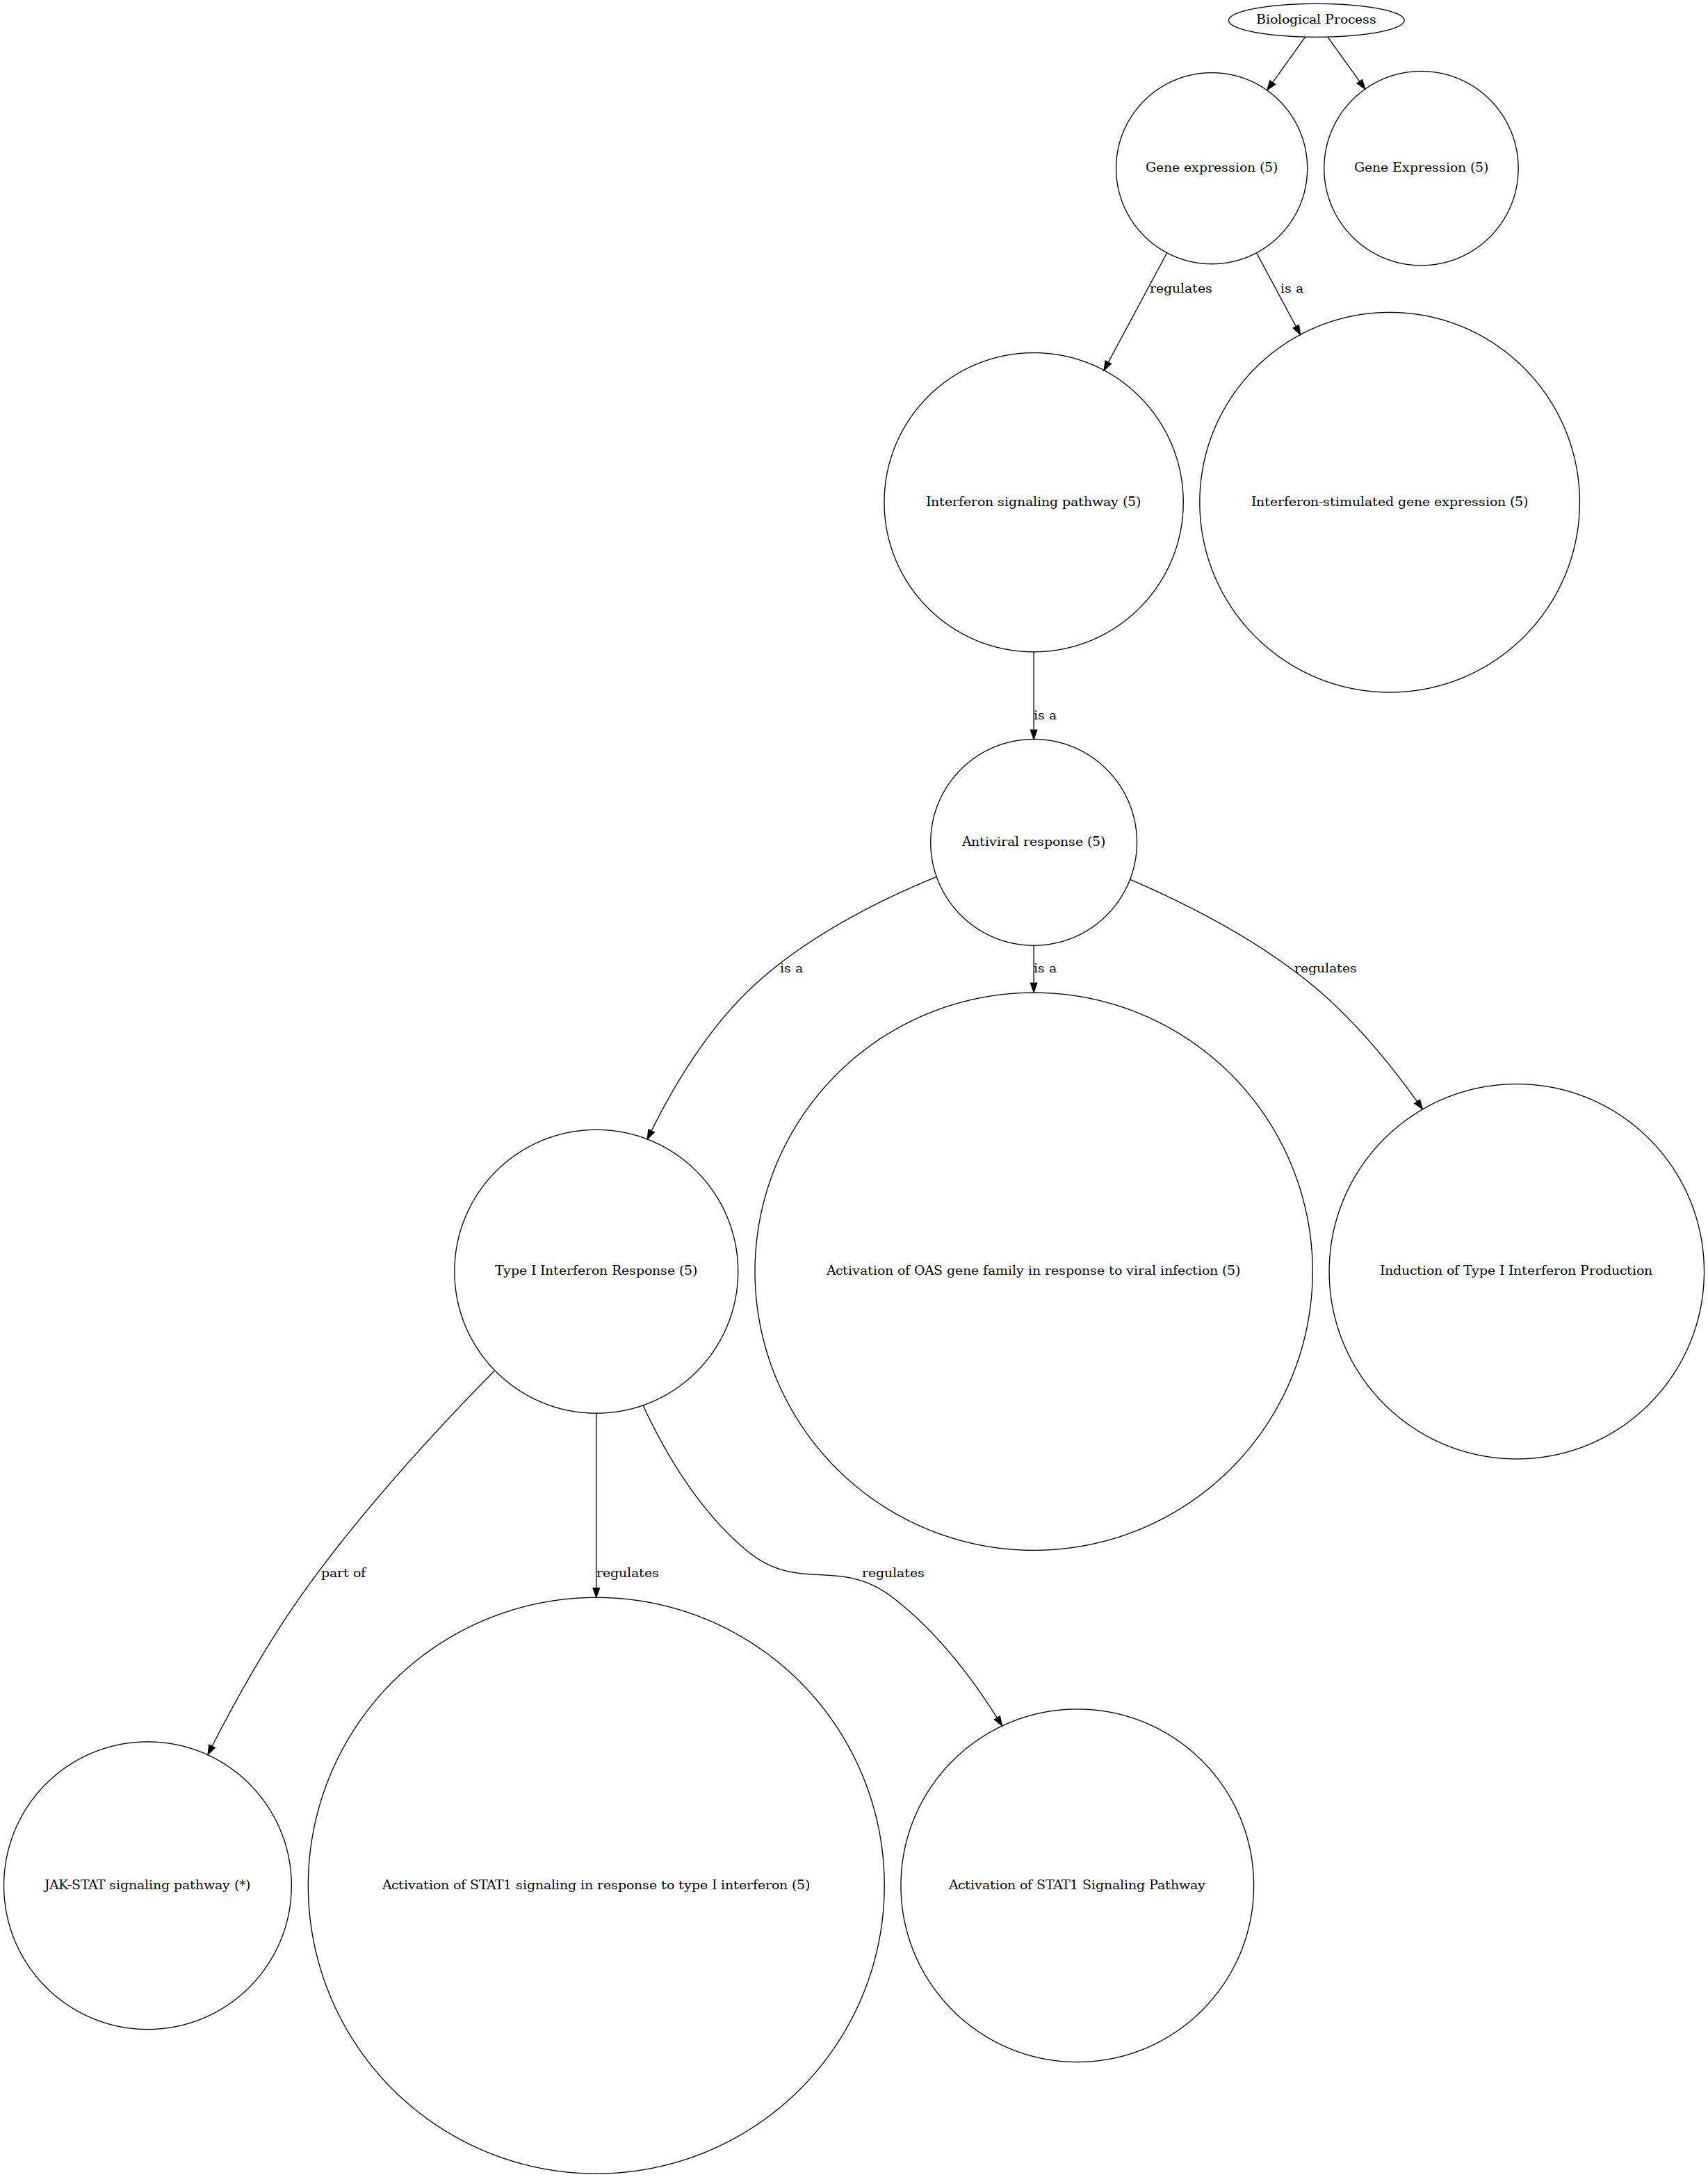 Biological Process
Gene expression (5)
Gene Expression (5)
regulates
is a
Interferon signaling pathway (5)
Interferon-stimulated gene expression (5)
is a
Antiviral response (5)
is a
is a
regulates
Type I Interferon Response (5)
Activation of OAS gene family in response to viral infection (5)
Induction of Type I Interferon Production
part of
regulates
regulates
JAK-STAT signaling pathway (*)
Activation of STAT1 signaling in response to type I interferon (5)
Activation of STAT1 Signaling Pathway